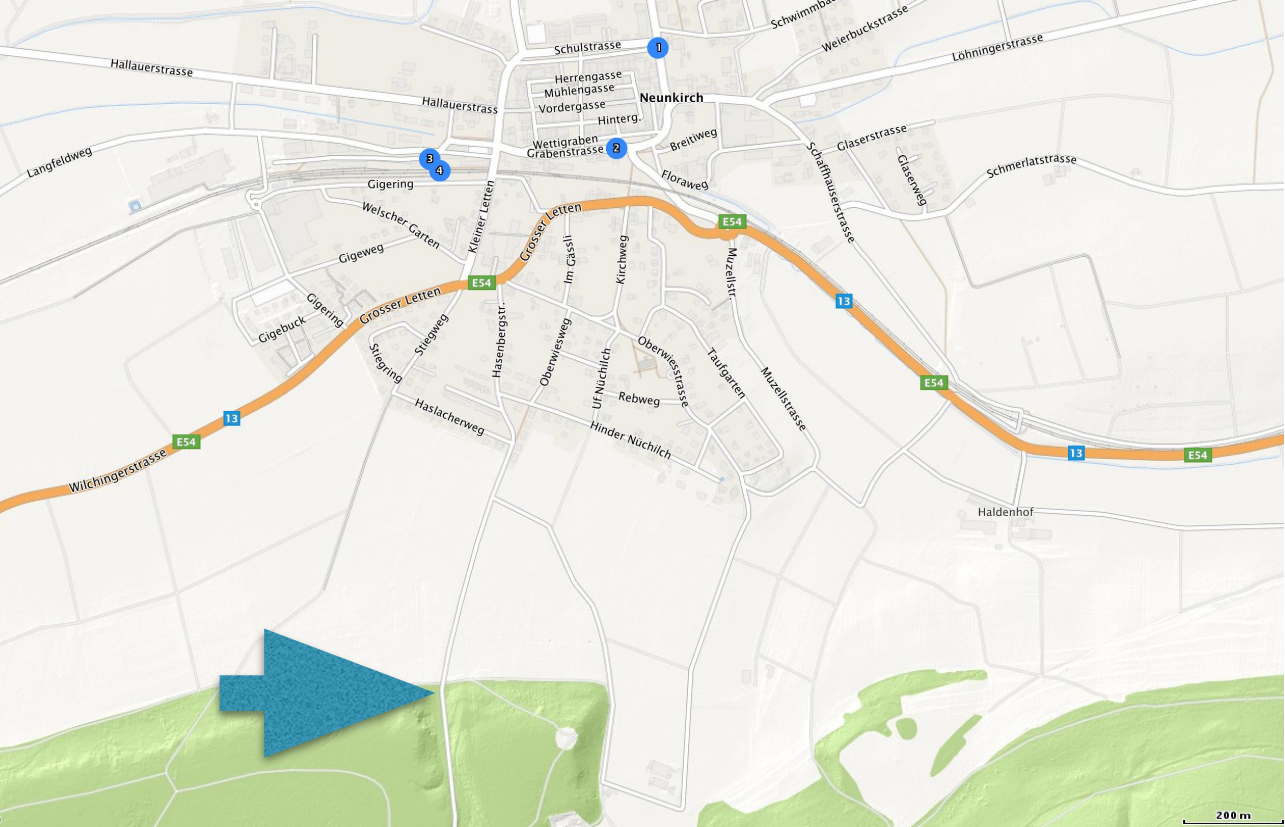 Schwimmba
Weierbuckstrasse
1
Schulstrasse
Löhningerstrasse
Hallauerstrasse
Herrengasse
Mühlengasse
Neunkirch
Hallauerstrass
Vordergasse
Hinterg.
Breitiweg
Glaserstrasse
Wettigraben
Grabenstrasse
2
Langfeldweg
3
4
Schaffhauserstrasse
Schmerlatstrasse
Glaserweg
Gigering
Floraweg
Kleiner Letten
Welscher Garten
Grosser Letten
E54
Gigeweg
Im Gässli
Kirchweg
Muzellstr.
E54
Gigering
Grosser Letten
13
Gigebuck
Stiegweg
Hasenbergstr.
Oberwiesweg
Oberwiesstrasse
Stiegring
Uf Nüchilch
Taufgarten
Muzellstrasse
E54
Rebweg
13
Haslacherweg
Hinder Nüchilch
E54
13
E54
Wilchingerstrasse
Haldenhof
200 m